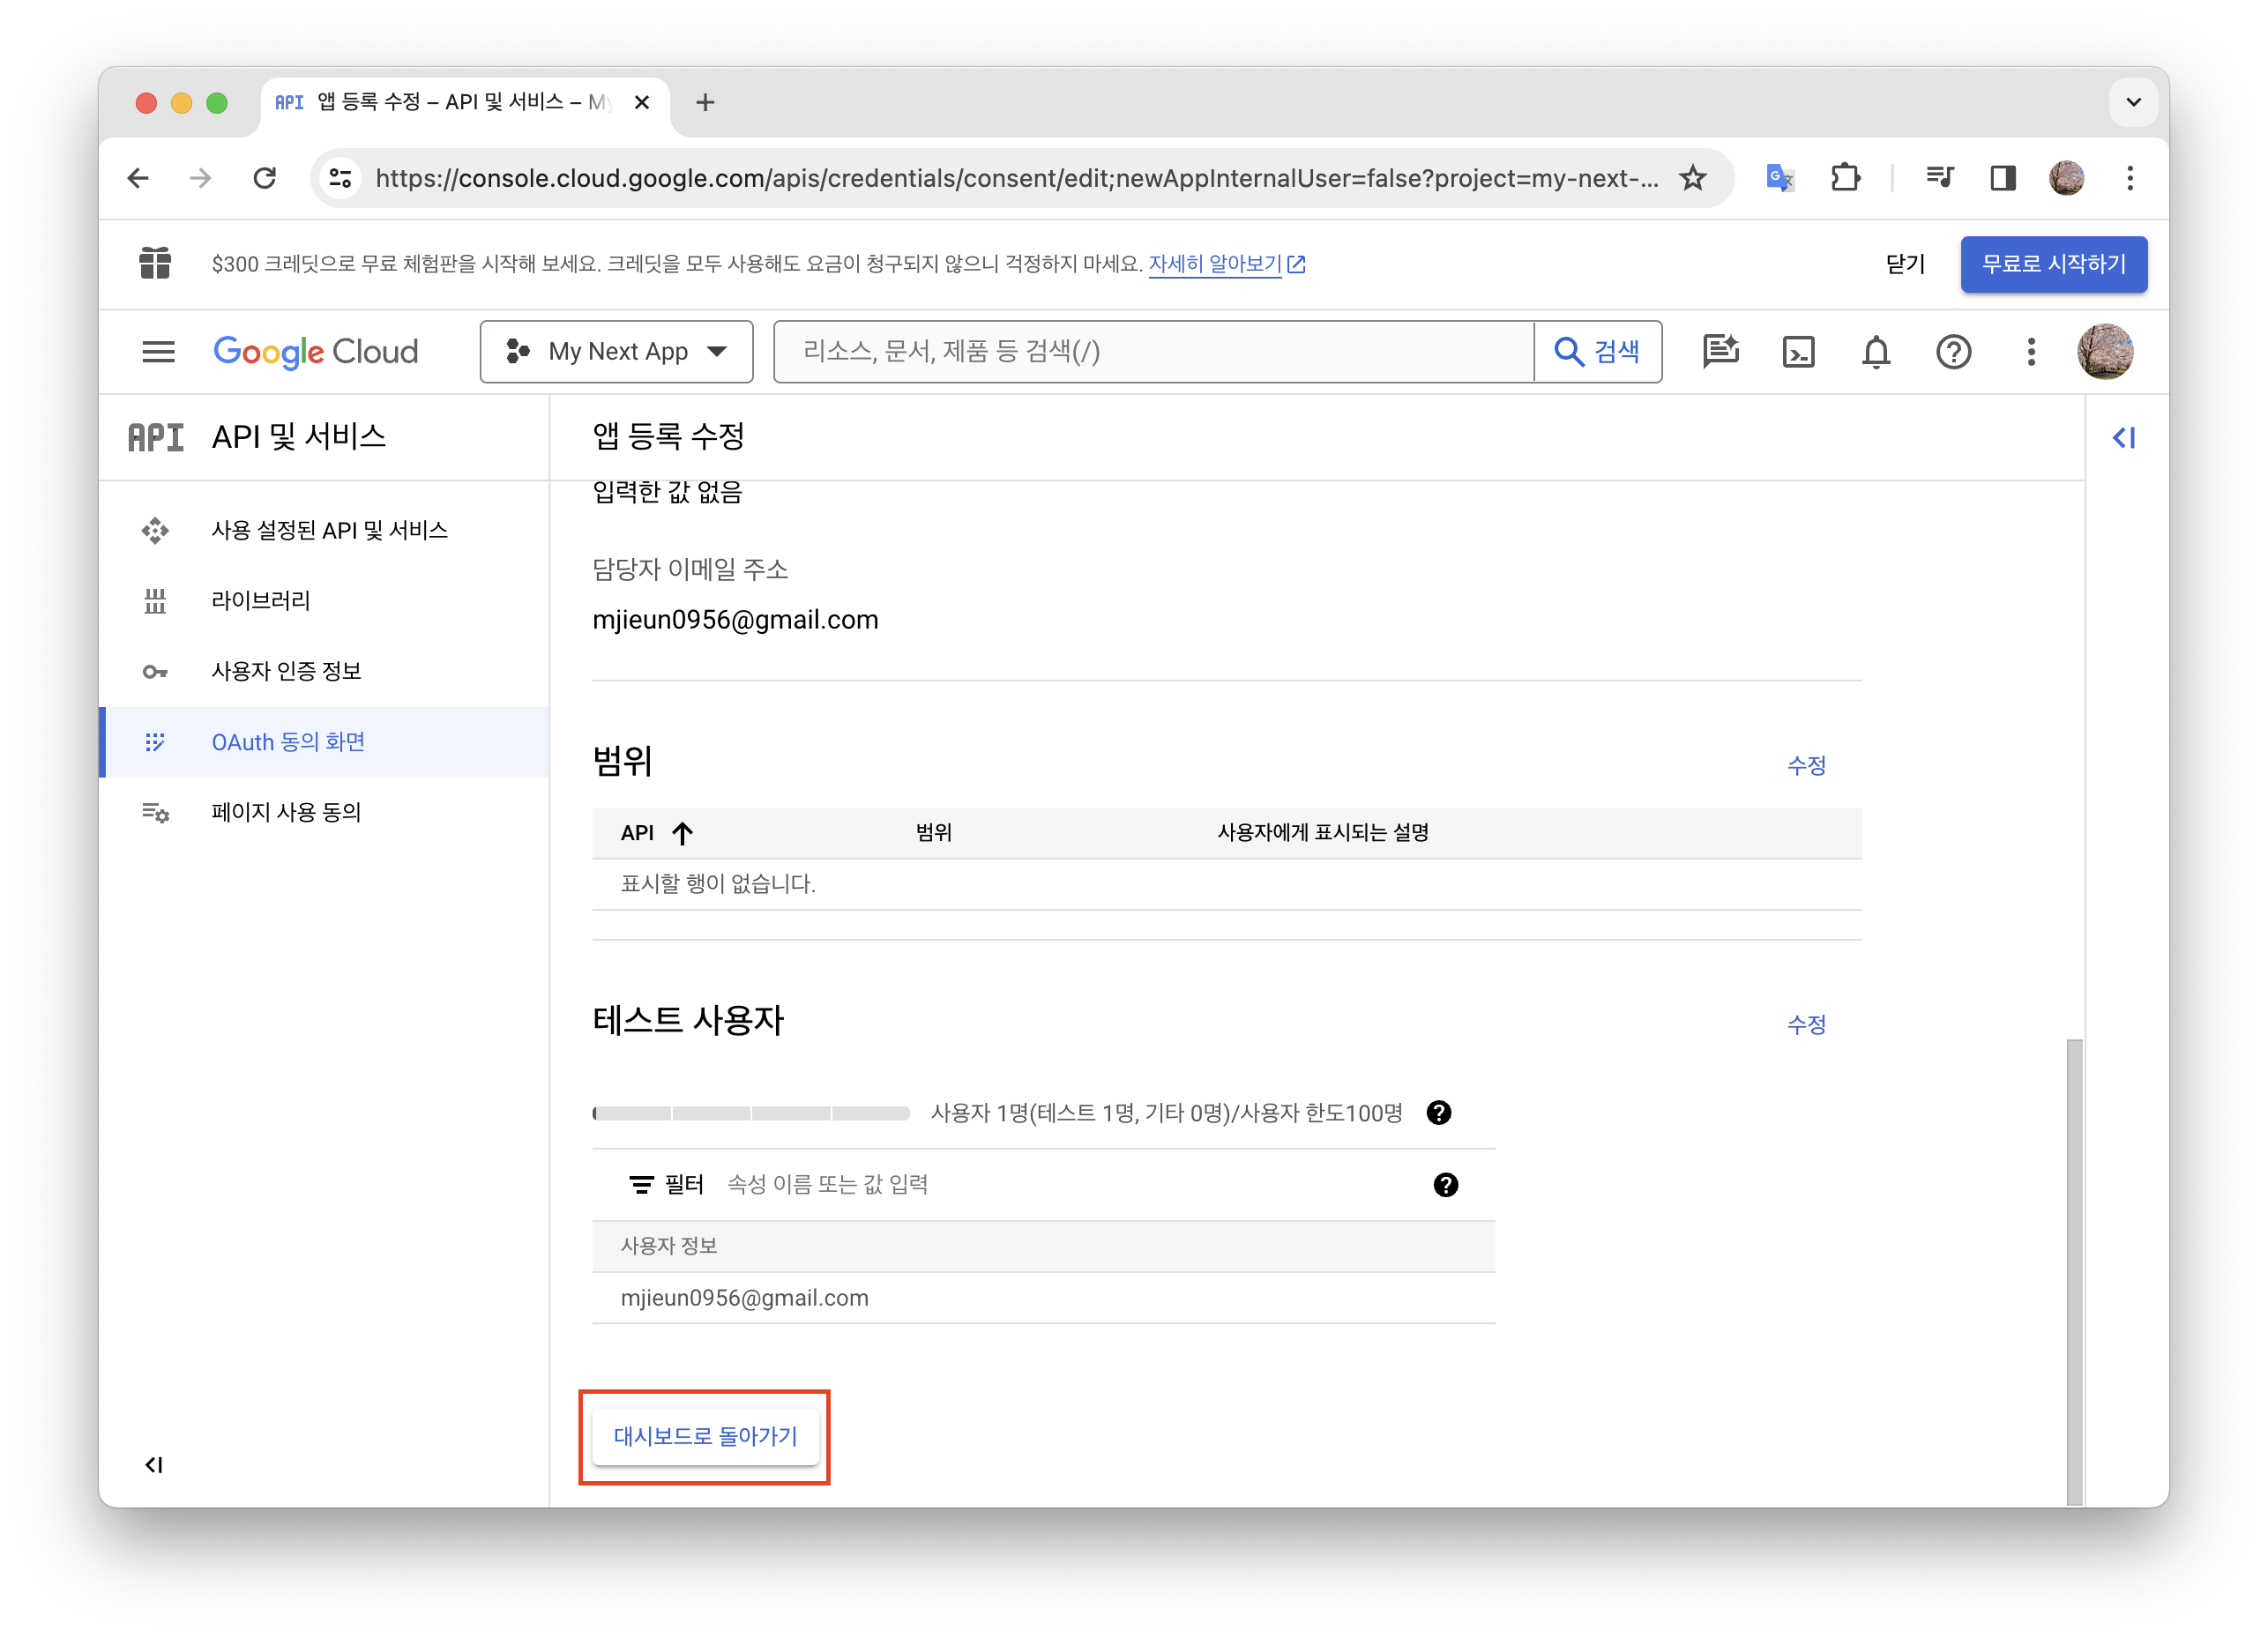 API 앱 등록 수정 – API 및 서비스 – My
https://console.cloud.google.com/apis/credentials/consent/edit;newAppInternalUser=false?project=my-next-...
$300 크레딧으로 무료 체험판을 시작해 보세요. 크레딧을 모두 사용해도 요금이 청구되지 않으니 걱정하지 마세요. 자세히 알아보기
닫기
무료로 시작하기
Google Cloud
My Next App
리소스, 문서, 제품 등 검색(/)
검색
API API 및 서비스
사용 설정된 API 및 서비스
라이브러리
사용자 인증 정보
OAuth 동의 화면
페이지 사용 동의
앱 등록 수정
입력한 값 없음
담당자 이메일 주소
mjieun0956@gmail.com
범위
수정
API 범위 사용자에게 표시되는 설명
표시할 행이 없습니다.
테스트 사용자
수정
사용자 1명(테스트 1명, 기타 0명)/사용자 한도100명
필터 속성 이름 또는 값 입력
사용자 정보
mjieun0956@gmail.com
대시보드로 돌아가기